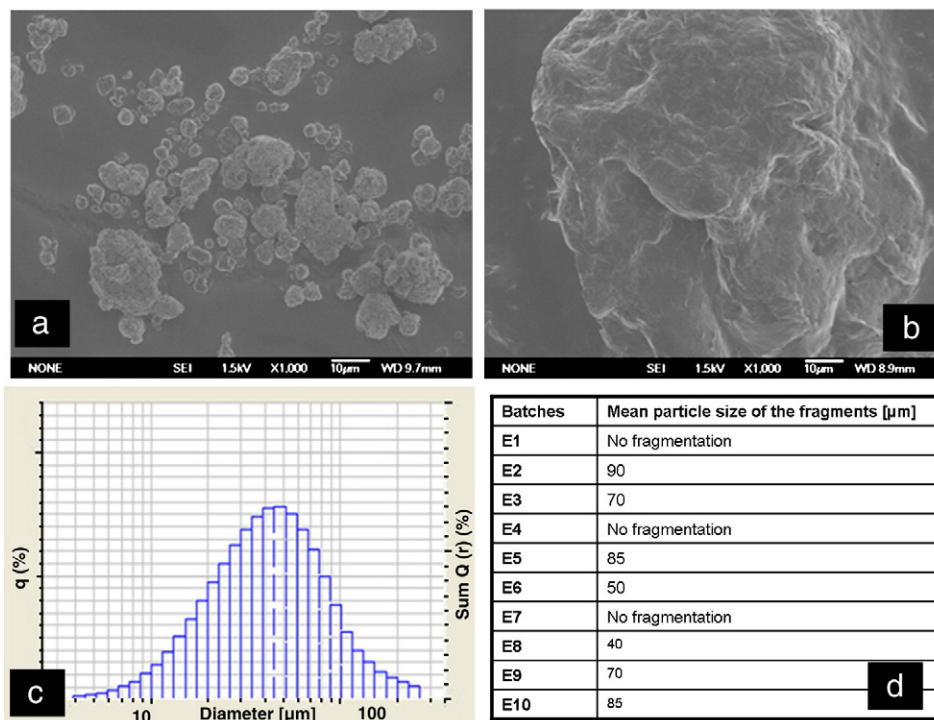 a
NONE SEI 1.5kV X1,000 10µm WD 9.7mm
b
NONE SEI 1.5kV X1,000 10µm WD 8.9mm
q (%)
Sum Q (r) (%)
c
10 Diameter [µm] 100
Batches Mean particle size of the fragments [µm]
E1 No fragmentation
E2 90
E3 70
E4 No fragmentation
E5 85
E6 50
E7 No fragmentation
E8 40
E9 70
E10 85
d